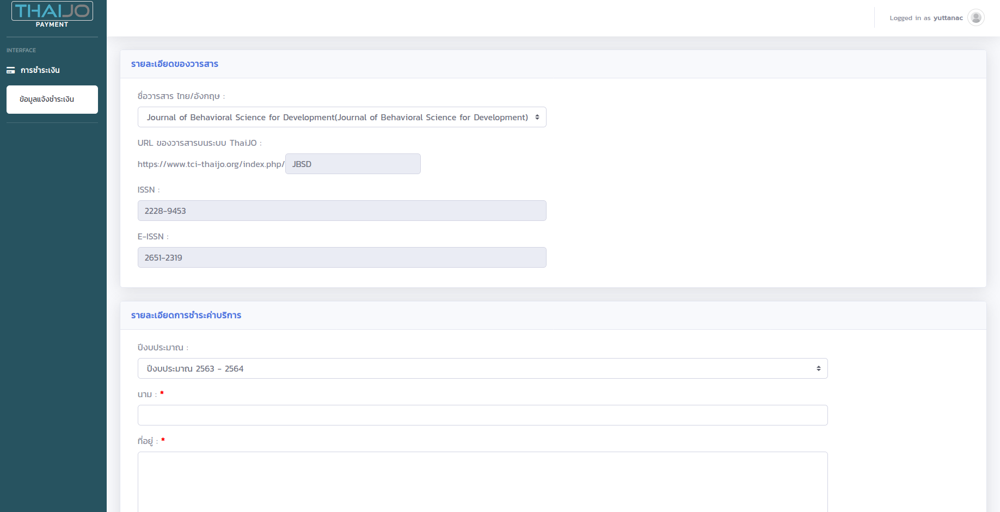 THAIJO
PAYMENT
INTERFACE
การชำระเงิน
ข้อมูลแจ้งชำระเงิน
Logged in as yuttanac
รายละเอียดของวารสาร
ชื่อวารสาร ไทย/อังกฤษ :
Journal of Behavioral Science for Development(Journal of Behavioral Science for Development)
URL ของวารสารบนระบบ ThaiJO :
https://www.tci-thaijo.org/index.php/ JBSD
ISSN :
2228-9453
E-ISSN :
2651-2319
รายละเอียดการชำระค่าบริการ
ปีงบประมาณ :
ปีงบประมาณ 2563 - 2564
นาม : *
ที่อยู่ : *